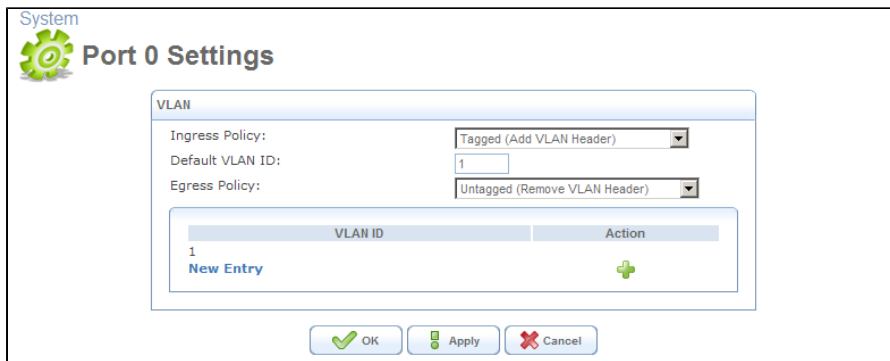 System
Port 0 Settings
VLAN
Ingress Policy: Tagged (Add VLAN Header)
Default VLAN ID: 1
Egress Policy: Untagged (Remove VLAN Header)
VLAN ID Action
1
New Entry
OK Apply Cancel